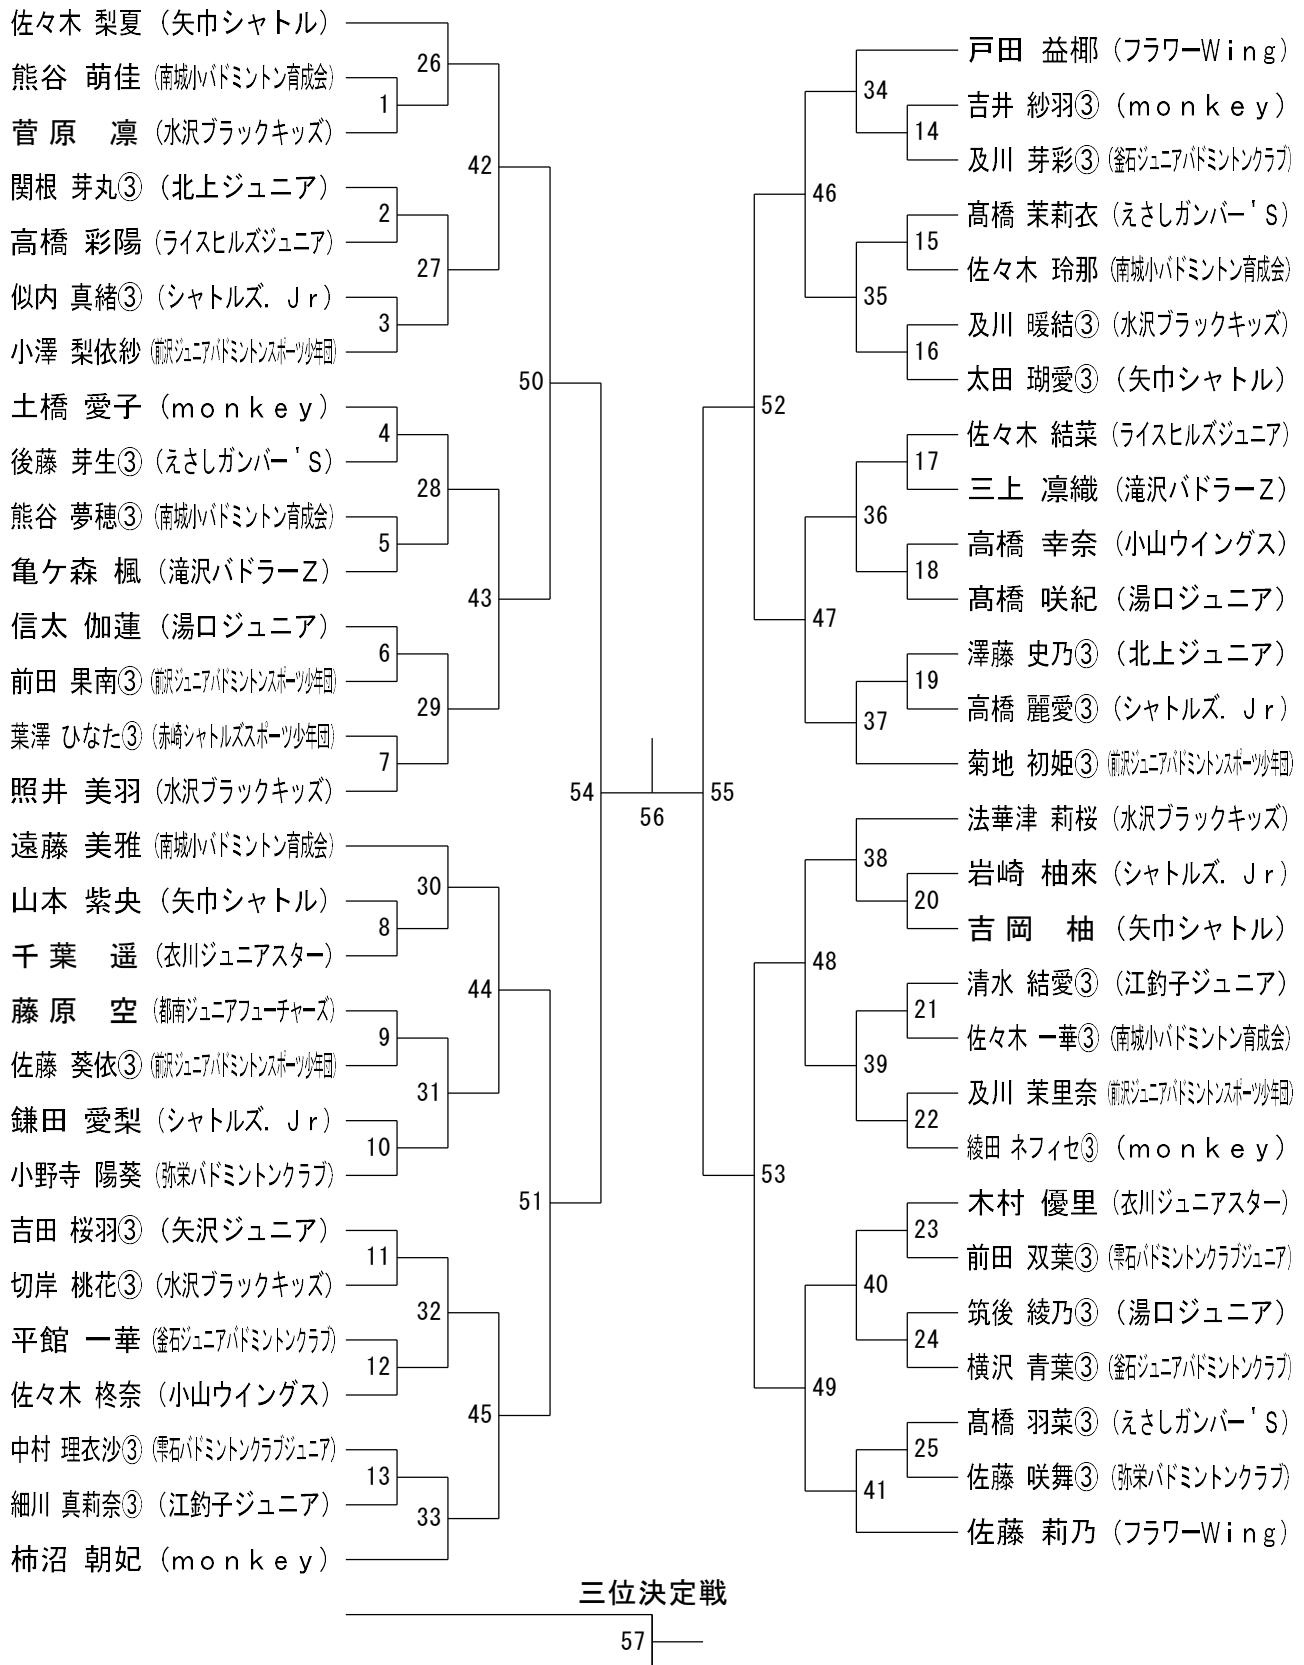 佐々木 梨夏 (矢巾シャトル)
26
熊谷 萌佳 (南城小バドミントン育成会)
1
菅原　凛 (水沢ブラックキッズ)
42
関根 芽丸③ (北上ジュニア)
2
高橋 彩陽 (ライスヒルズジュニア)
27
似内 真緒③ (シャトルズ．Ｊｒ)
3
小澤 梨依紗 (前沢ジュニアバドミントンスポーツ少年団)
50
土橋 愛子 (ｍｏｎｋｅｙ)
4
後藤 芽生③ (えさしガンバー'Ｓ)
28
熊谷 夢穂③ (南城小バドミントン育成会)
5
亀ケ森 楓 (滝沢バドラーＺ)
43
信太 伽蓮 (湯口ジュニア)
6
前田 果南③ (前沢ジュニアバドミントンスポーツ少年団)
29
葉澤 ひなた③ (赤崎シャトルズスポーツ少年団)
7
照井 美羽 (水沢ブラックキッズ)
54
遠藤 美雅 (南城小バドミントン育成会)
30
山本 紫央 (矢巾シャトル)
8
千葉　遥 (衣川ジュニアスター)
44
藤原　空 (都南ジュニアフューチャーズ)
9
佐藤 葵依③ (前沢ジュニアバドミントンスポーツ少年団)
31
鎌田 愛梨 (シャトルズ．Ｊｒ)
10
小野寺 陽葵 (弥栄バドミントンクラブ)
51
吉田 桜羽③ (矢沢ジュニア)
11
切岸 桃花③ (水沢ブラックキッズ)
32
平館 一華 (釜石ジュニアバドミントンクラブ)
12
佐々木 柊奈 (小山ウイングス)
45
中村 理衣沙③ (雫石バドミントンクラブジュニア)
13
細川 真莉奈③ (江釣子ジュニア)
33
柿沼 朝妃 (ｍｏｎｋｅｙ)
56
戸田 益椰 (フラワーＷｉｎｇ)
34
吉井 紗羽③ (ｍｏｎｋｅｙ)
14
及川 芽彩③ (釜石ジュニアバドミントンクラブ)
46
髙橋 茉莉衣 (えさしガンバー'Ｓ)
15
佐々木 玲那 (南城小バドミントン育成会)
35
及川 暖結③ (水沢ブラックキッズ)
16
太田 瑚愛③ (矢巾シャトル)
52
佐々木 結菜 (ライスヒルズジュニア)
17
三上 凛織 (滝沢バドラーＺ)
36
高橋 幸奈 (小山ウイングス)
18
髙橋 咲紀 (湯口ジュニア)
47
澤藤 史乃③ (北上ジュニア)
19
高橋 麗愛③ (シャトルズ．Ｊｒ)
37
菊地 初姫③ (前沢ジュニアバドミントンスポーツ少年団)
55
法華津 莉桜 (水沢ブラックキッズ)
38
岩崎 柚來 (シャトルズ．Ｊｒ)
20
吉岡　柚 (矢巾シャトル)
48
清水 結愛③ (江釣子ジュニア)
21
佐々木 一華③ (南城小バドミントン育成会)
39
及川 茉里奈 (前沢ジュニアバドミントンスポーツ少年団)
22
綾田 ネフィセ③ (ｍｏｎｋｅｙ)
53
木村 優里 (衣川ジュニアスター)
23
前田 双葉③ (雫石バドミントンクラブジュニア)
40
筑後 綾乃③ (湯口ジュニア)
24
横沢 青葉③ (釜石ジュニアバドミントンクラブ)
49
髙橋 羽菜③ (えさしガンバー'Ｓ)
25
佐藤 咲舞③ (弥栄バドミントンクラブ)
41
佐藤 莉乃 (フラワーＷｉｎｇ)
三位決定戦
57